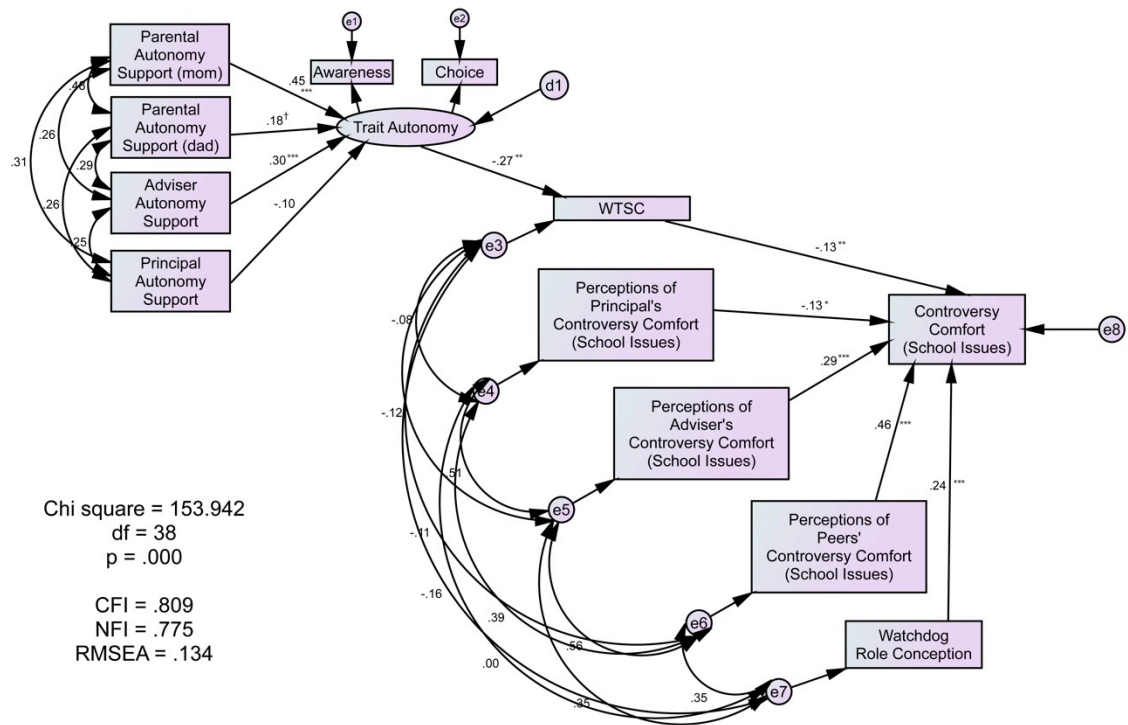 Parental
Autonomy
Support (mom)
Parental
Autonomy
Support (dad)
Adviser
Autonomy
Support
Principal
Autonomy
Support
.48
.26
.31
.29
.26
.25
e1
e2
Awareness
Choice
d1
Trait Autonomy
.45
***
.18†
.30***
-.10
-.27**
WTSC
e3
-.13**
Perceptions of
Principal's
Controversy Comfort
(School Issues)
-.13*
Controversy
Comfort
(School Issues)
e8
-.08
e4
.29***
Perceptions of
Adviser's
Controversy Comfort
(School Issues)
-.12
.51
e5
.46 ***
.24 ***
Perceptions of
Peers'
Controversy Comfort
(School Issues)
-.11
-.16
.39
.56
e6
Watchdog
Role Conception
.00
.35
.35
e7
Chi square = 153.942
df = 38
p = .000
CFI = .809
NFI = .775
RMSEA = .134